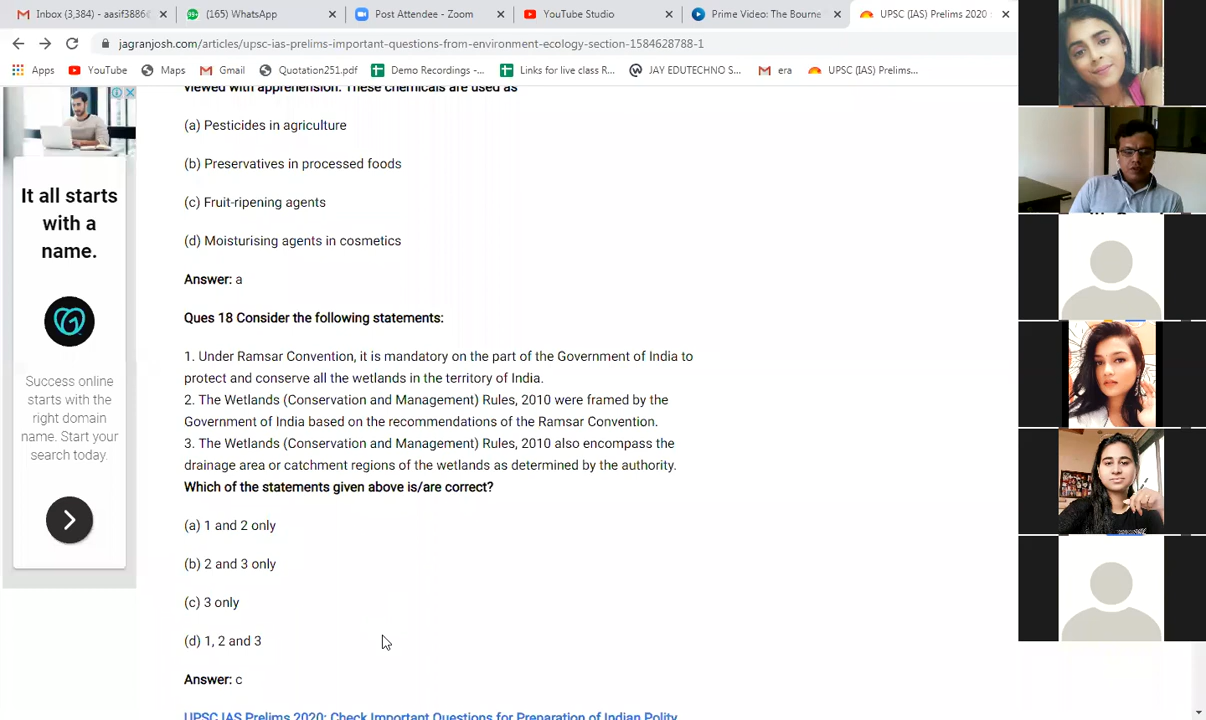 Inbox (3,384) - aasif3886@
(165) WhatsApp
Post Attendee - Zoom
YouTube Studio
Prime Video: The Bourne
UPSC (IAS) Prelims 2020
jagranjosh.com/articles/upsc-ias-prelims-important-questions-from-environment-ecology-section-1584628788-1
Apps
YouTube
Maps
Gmail
Quotation251.pdf
Demo Recordings -...
Links for live class R...
JAY EDUTECHNO S...
era
UPSC (IAS) Prelims...
viewed with apprehension. These chemicals are used as
(a) Pesticides in agriculture
(b) Preservatives in processed foods
(c) Fruit-ripening agents
(d) Moisturising agents in cosmetics
Answer: a
Ques 18 Consider the following statements:
1. Under Ramsar Convention, it is mandatory on the part of the Government of India to
protect and conserve all the wetlands in the territory of India.
2. The Wetlands (Conservation and Management) Rules, 2010 were framed by the
Government of India based on the recommendations of the Ramsar Convention.
3. The Wetlands (Conservation and Management) Rules, 2010 also encompass the
drainage area or catchment regions of the wetlands as determined by the authority.
Which of the statements given above is/are correct?
(a) 1 and 2 only
(b) 2 and 3 only
(c) 3 only
(d) 1, 2 and 3
Answer: c
UPSC IAS Prelims 2020: Check Important Questions for Preparation of Indian Polity
It all starts
with a
name.
Success online
starts with the
right domain
name. Start your
search today.